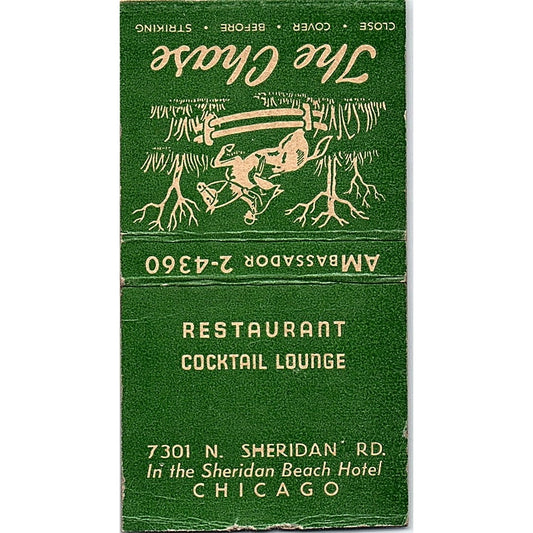 The Chase
CLOSE • COVER • BEFORE • STRIKING
AMBASSADOR 2-4360
RESTAURANT
COCKTAIL LOUNGE
7301 N. SHERIDAN RD.
In the Sheridan Beach Hotel
CHICAGO